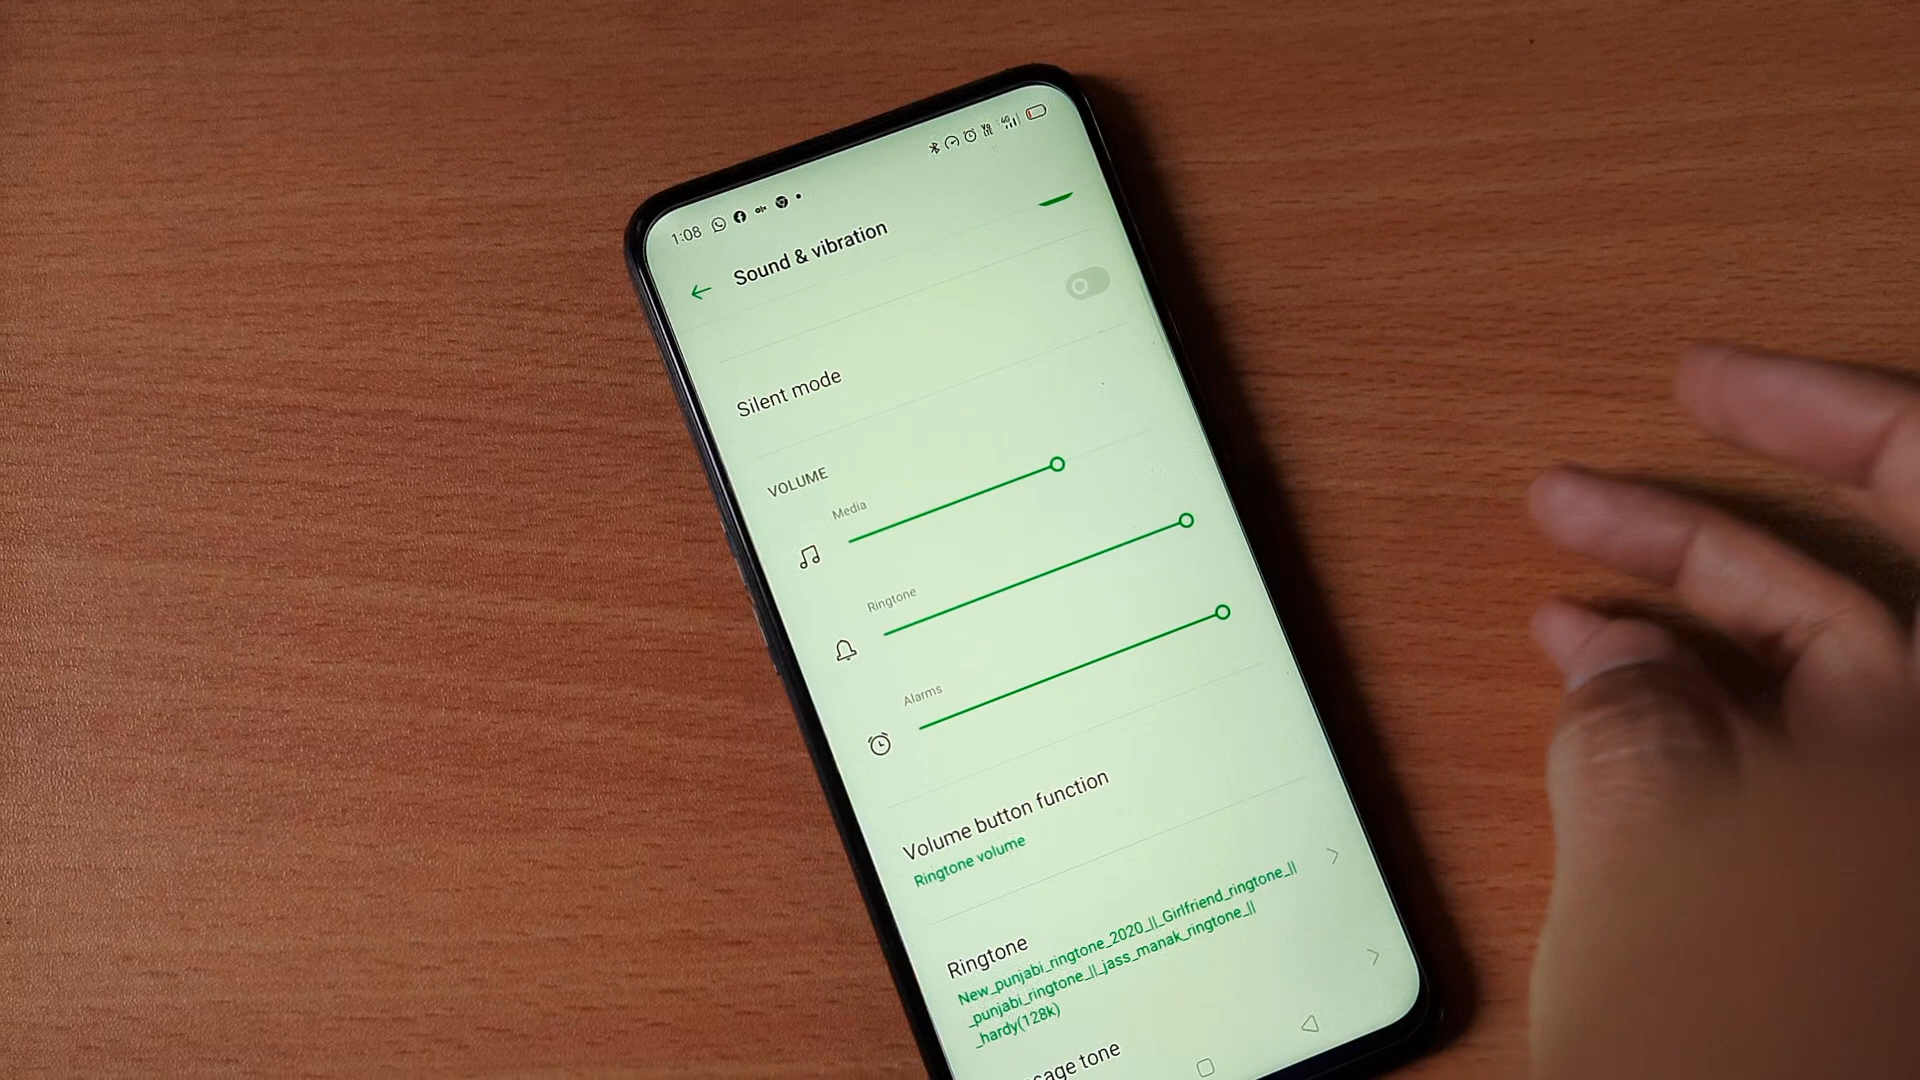 1:08
4G
Sound & vibration
Silent mode
VOLUME
Media
Ringtone
Alarms
Volume button function
Ringtone volume
Ringtone
New_punjabi_ringtone_2020_||_Girlfriend_ringtone_||
_punjabi_ringtone_||_jass_manak_ringtone_||
_hardy(128k)
tone